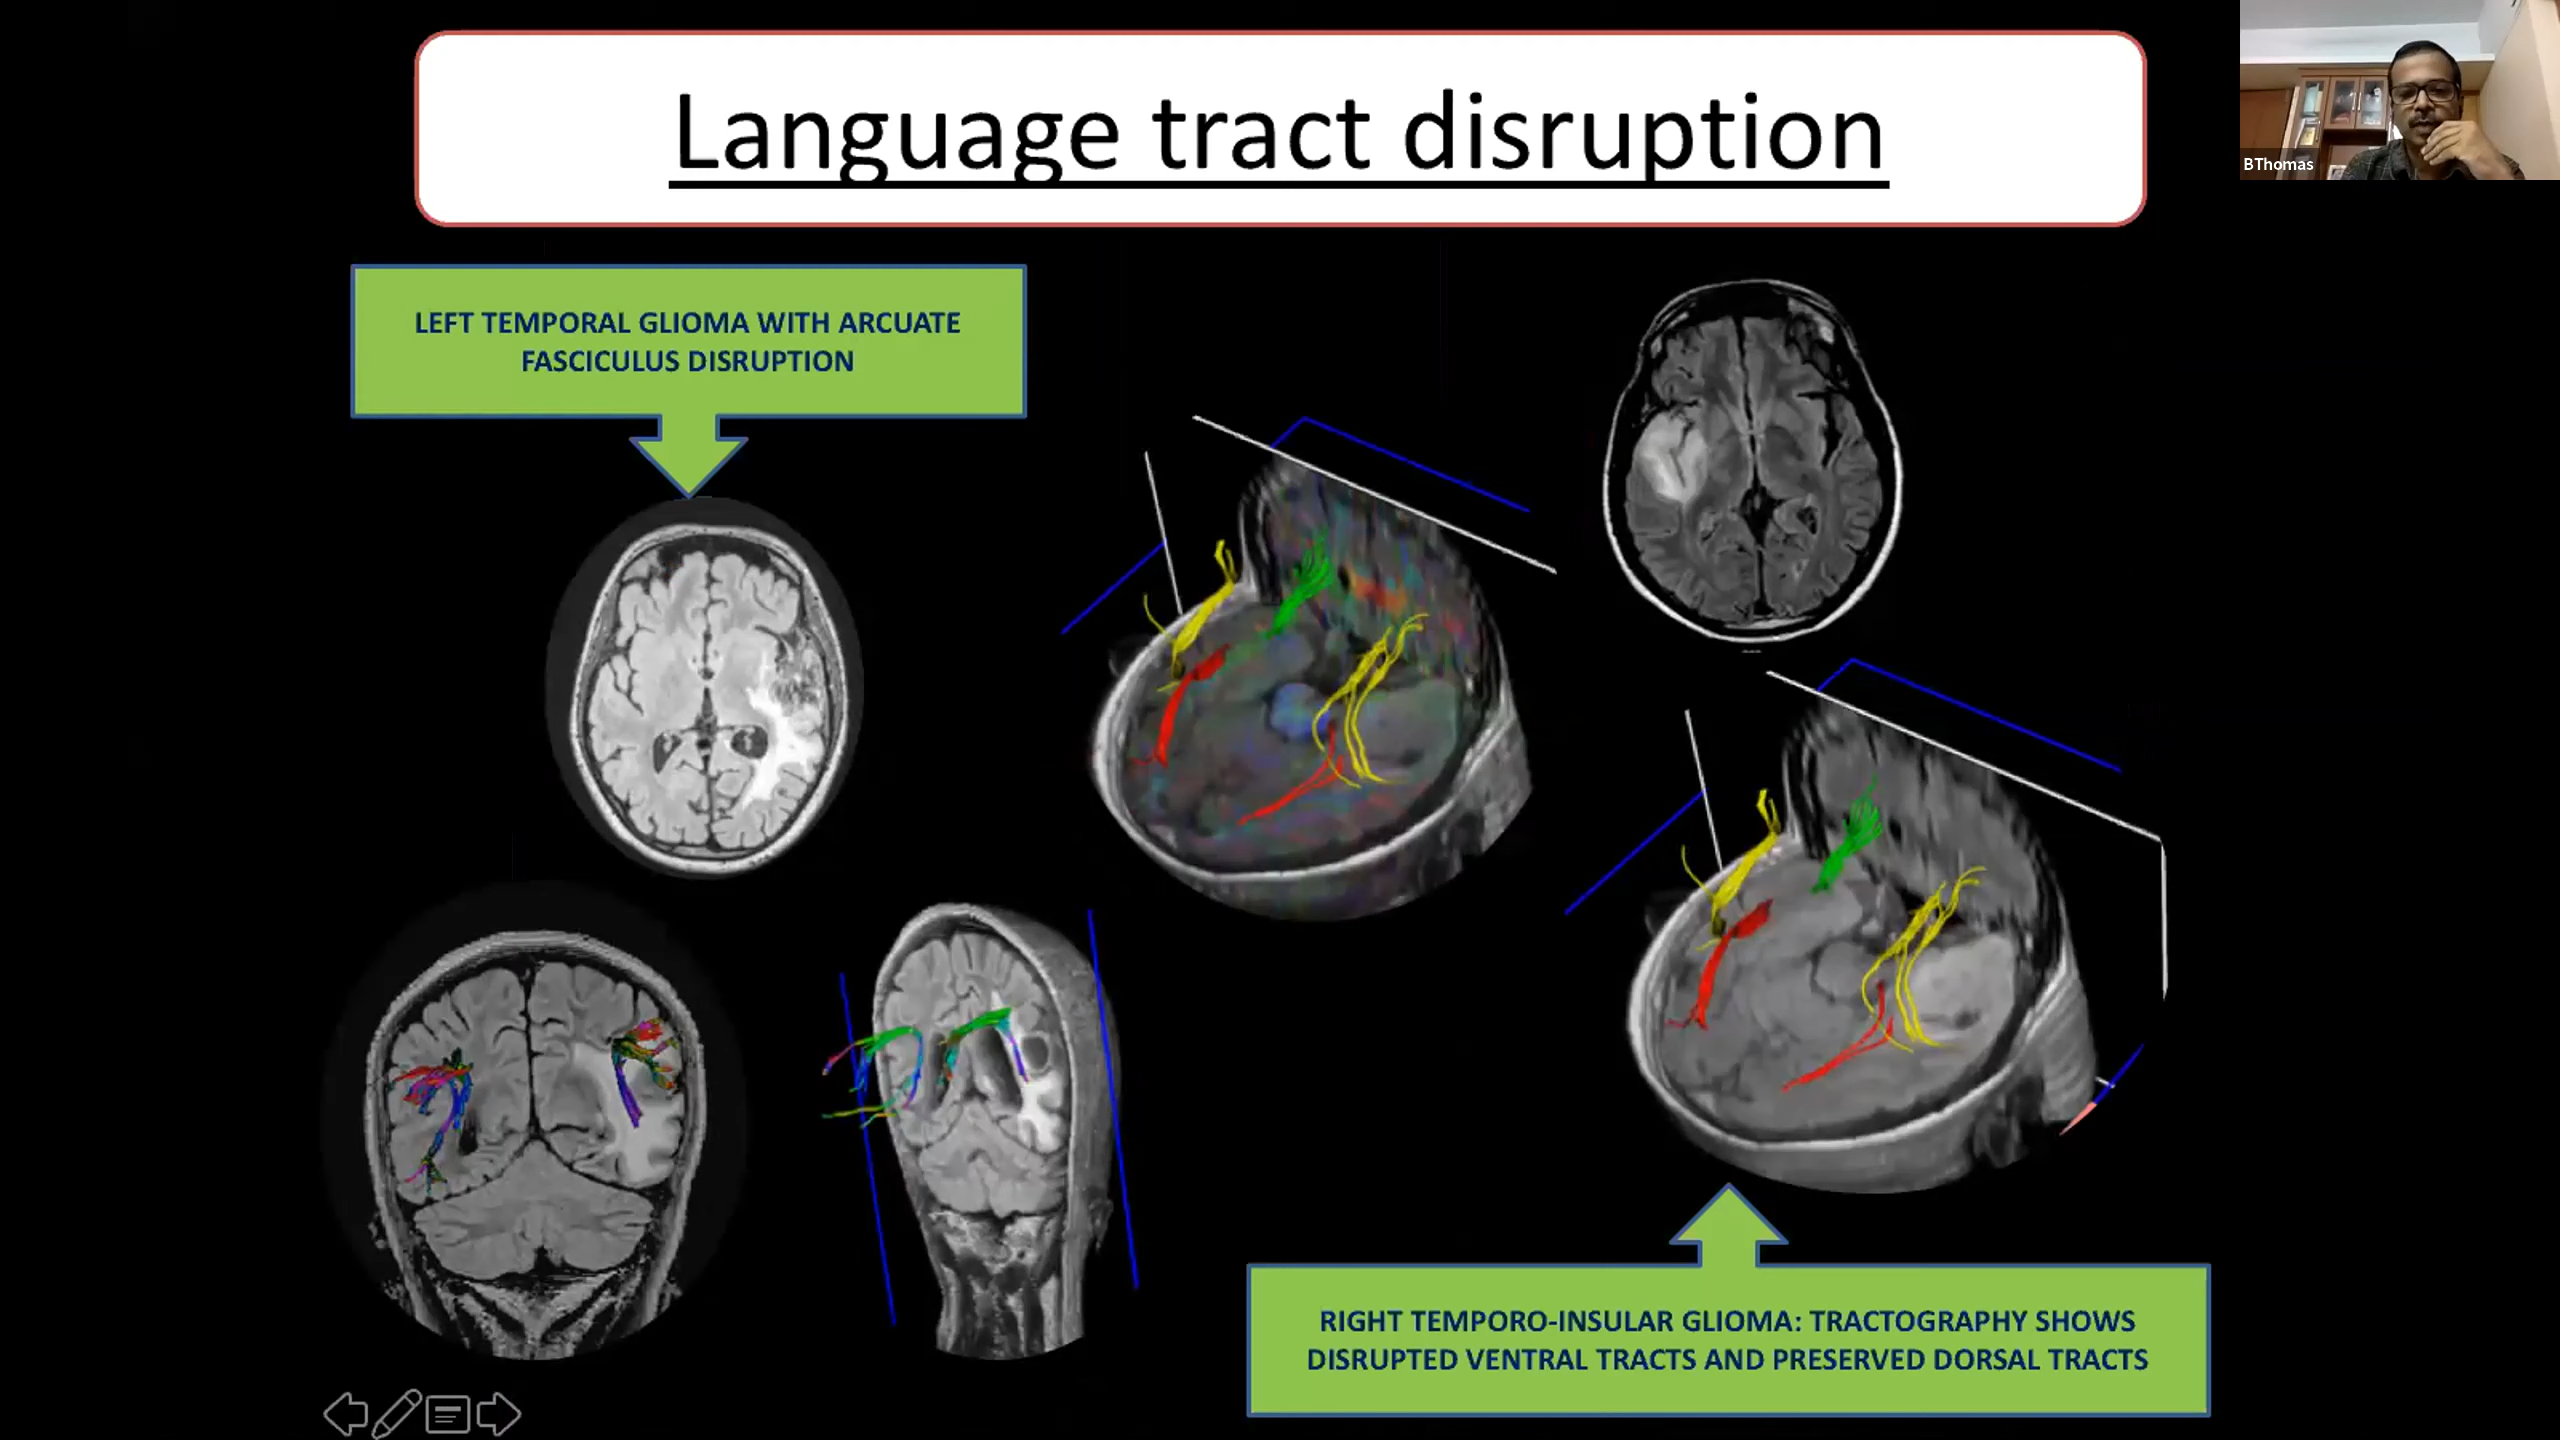 Language tract disruption
BThomas
LEFT TEMPORAL GLIOMA WITH ARCUATE
FASCICULUS DISRUPTION
RIGHT TEMPORO-INSULAR GLIOMA: TRACTOGRAPHY SHOWS
DISRUPTED VENTRAL TRACTS AND PRESERVED DORSAL TRACTS